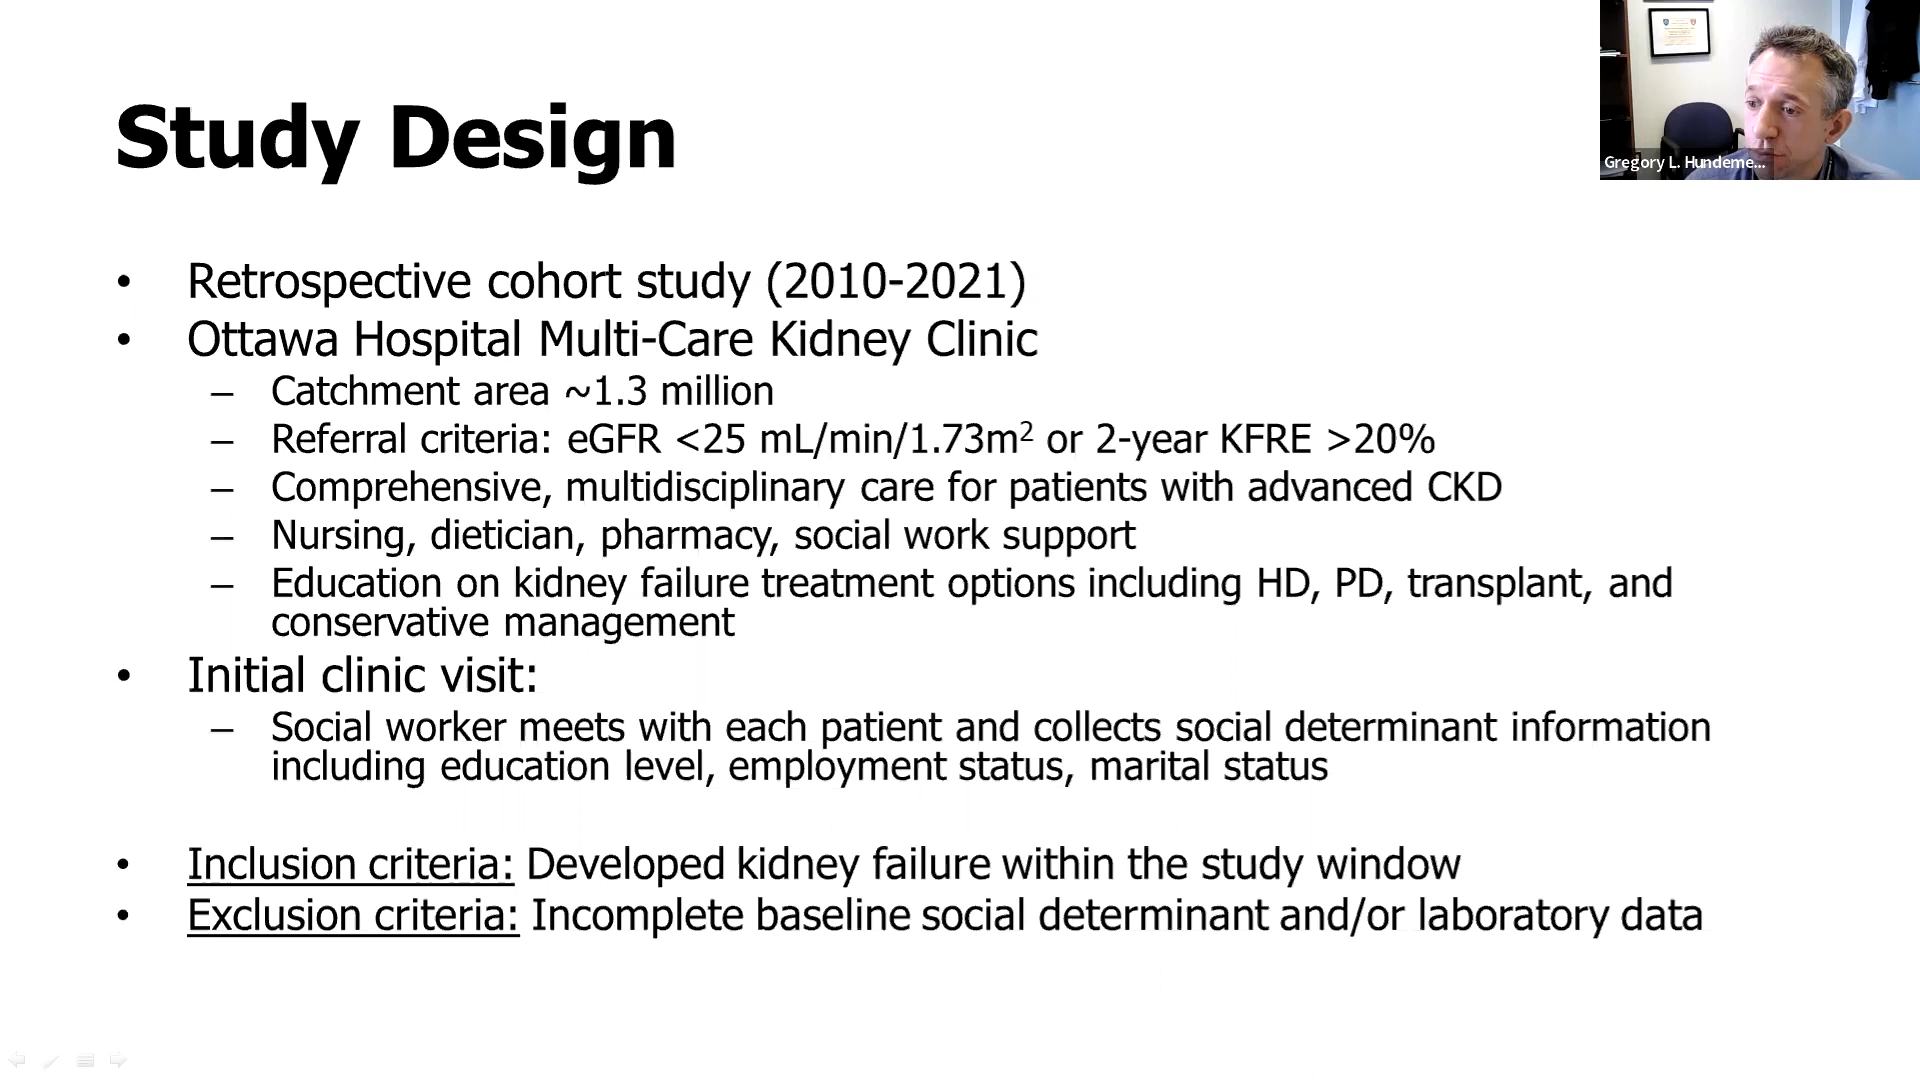 Gregory L. Hundeme...
Study Design
• Retrospective cohort study (2010-2021)
• Ottawa Hospital Multi-Care Kidney Clinic
– Catchment area ~1.3 million
– Referral criteria: eGFR <25 mL/min/1.73m² or 2-year KFRE >20%
– Comprehensive, multidisciplinary care for patients with advanced CKD
– Nursing, dietician, pharmacy, social work support
– Education on kidney failure treatment options including HD, PD, transplant, and
conservative management
• Initial clinic visit:
– Social worker meets with each patient and collects social determinant information
including education level, employment status, marital status
• Inclusion criteria: Developed kidney failure within the study window
• Exclusion criteria: Incomplete baseline social determinant and/or laboratory data